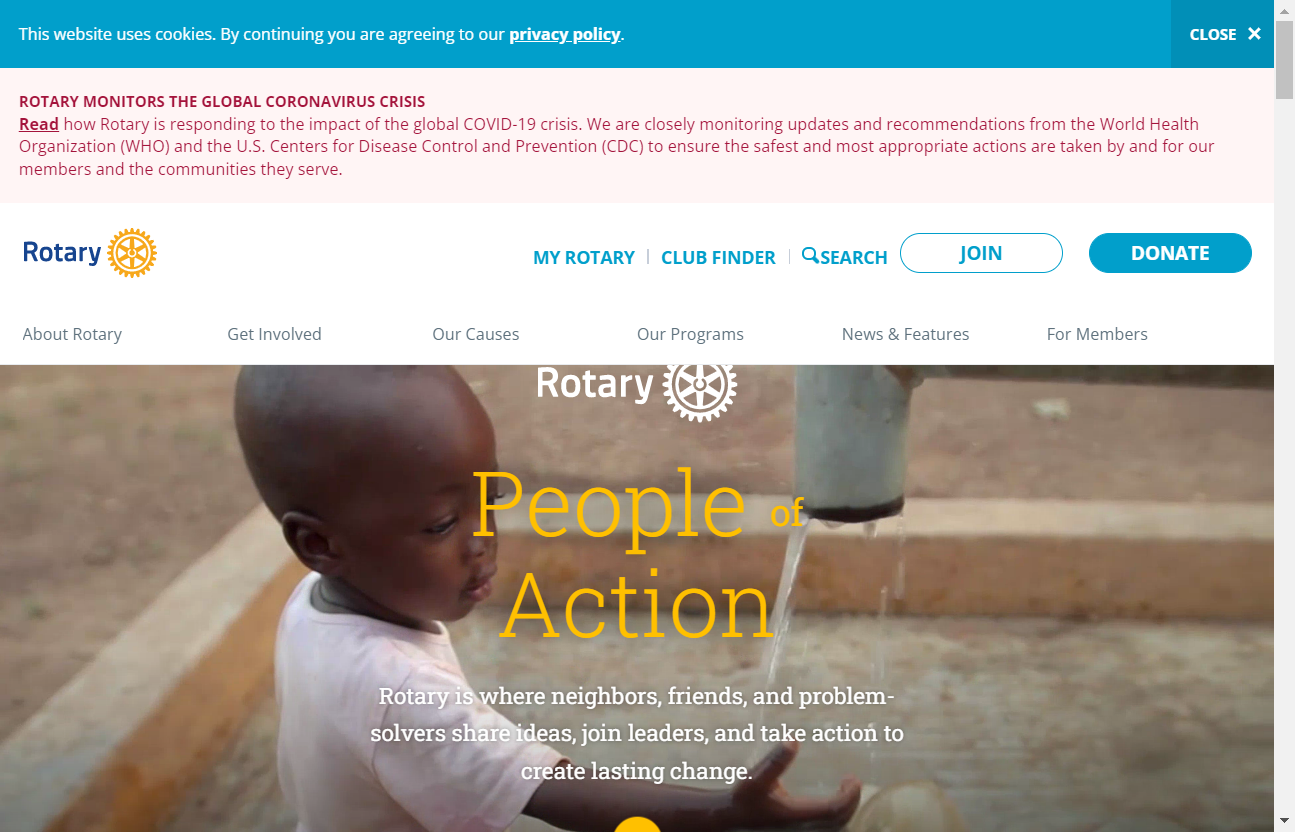 This website uses cookies. By continuing you are agreeing to our privacy policy.
CLOSE ✕
ROTARY MONITORS THE GLOBAL CORONAVIRUS CRISIS
Read how Rotary is responding to the impact of the global COVID-19 crisis. We are closely monitoring updates and recommendations from the World Health
Organization (WHO) and the U.S. Centers for Disease Control and Prevention (CDC) to ensure the safest and most appropriate actions are taken by and for our
members and the communities they serve.
Rotary
MY ROTARY
CLUB FINDER
SEARCH
JOIN
DONATE
About Rotary
Get Involved
Our Causes
Our Programs
News & Features
For Members
Rotary
People of
Action
Rotary is where neighbors, friends, and problem-
solvers share ideas, join leaders, and take action to
create lasting change.